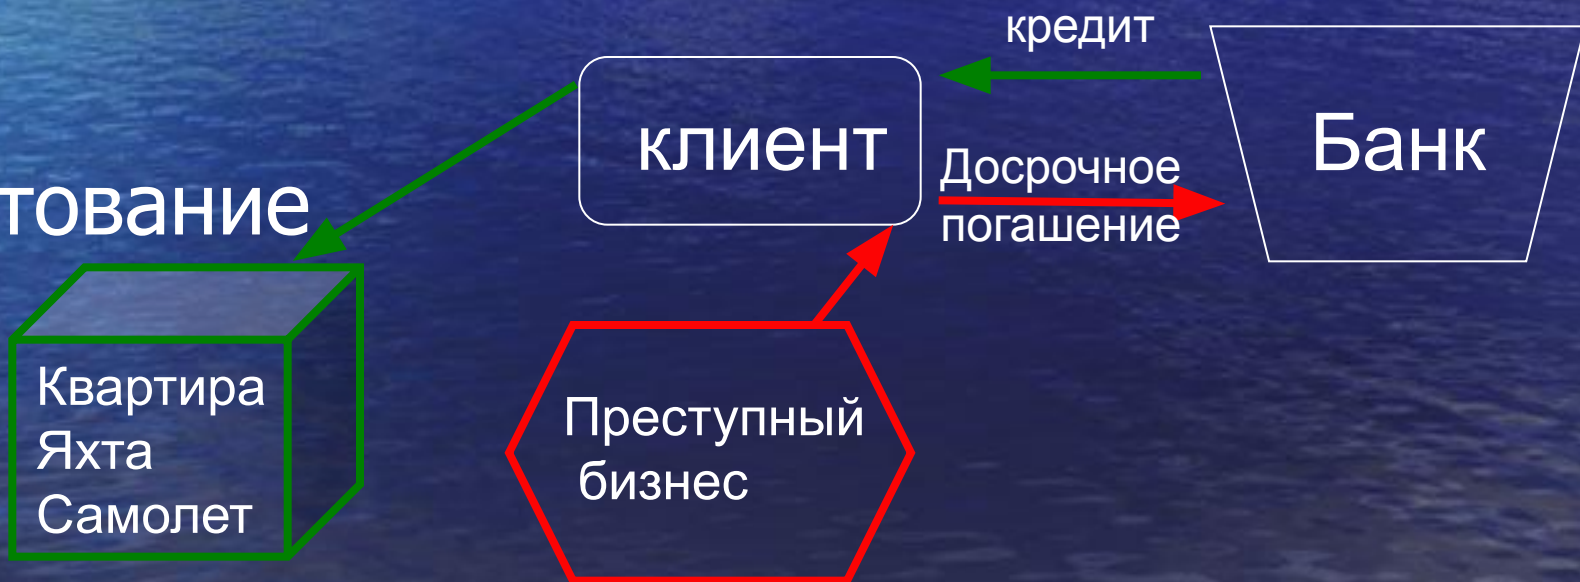 кредит
клиент
Банк
Досрочное
погашение
тование
Квартира
Яхта
Самолет
Преступный
бизнес